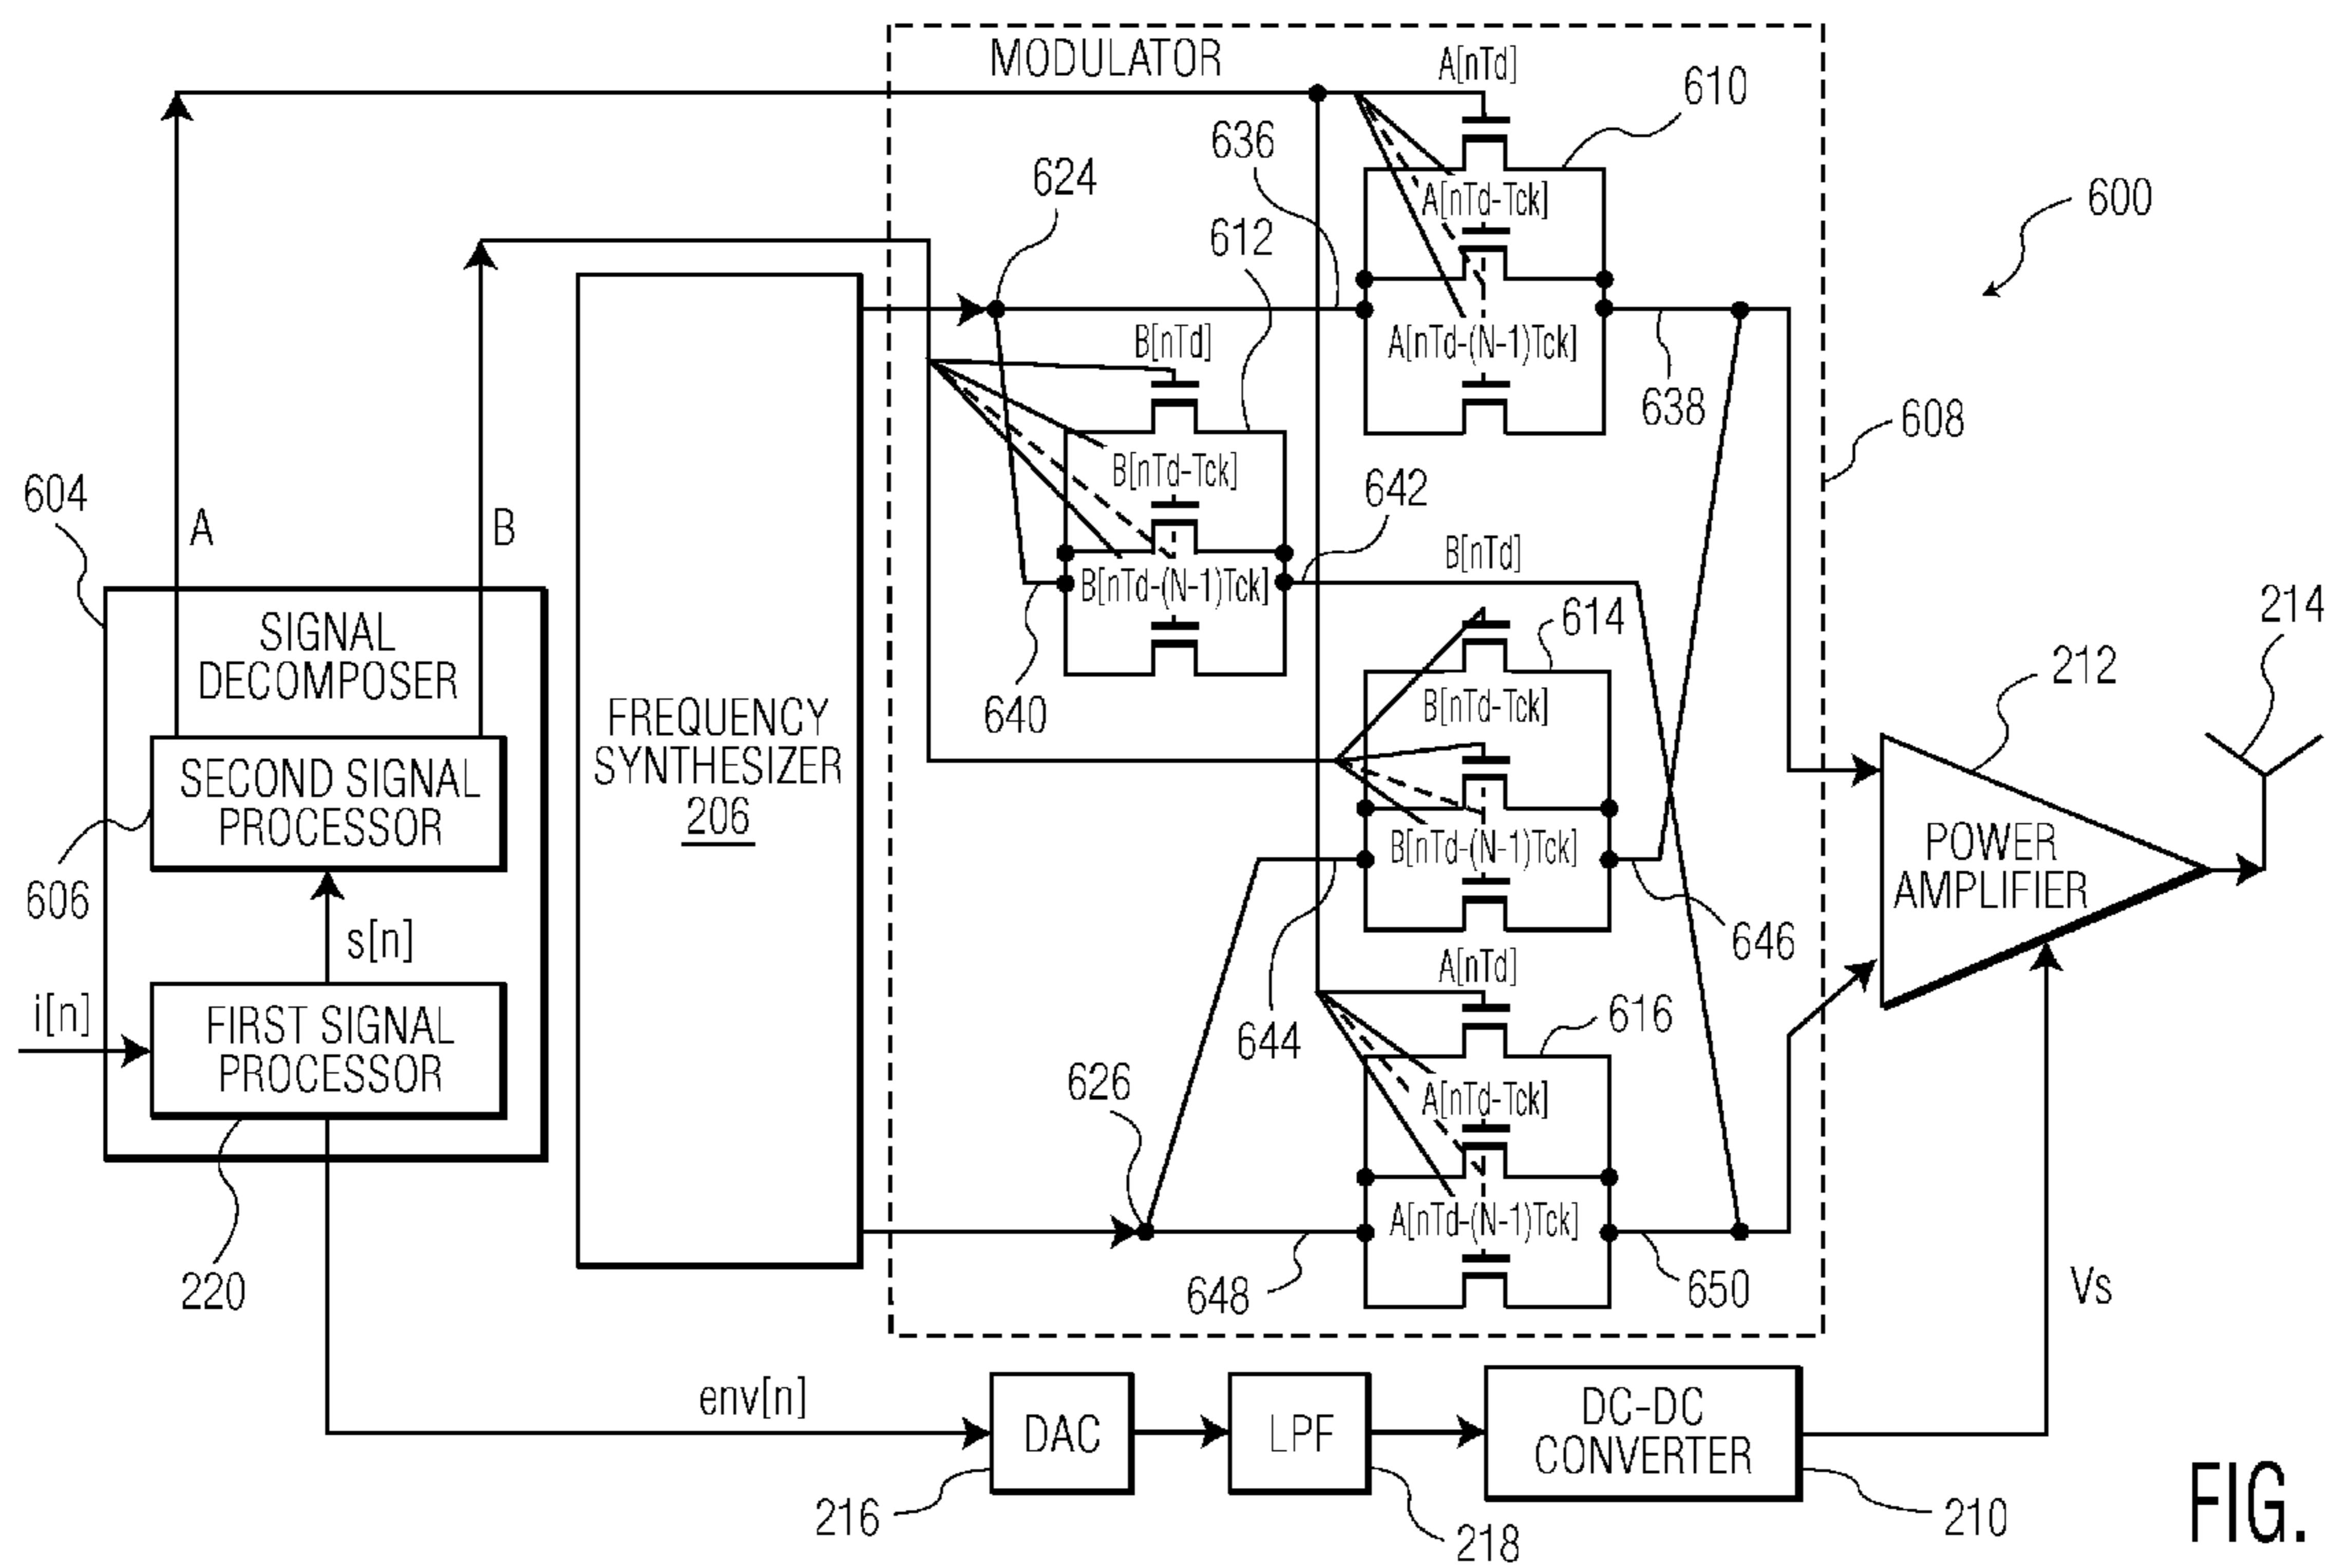 MODULATOR
A[nTd]
610
636
624
600
A[nTd-Tck]
612
B[nTd]
A[nTd-(N-1)Tck]
638
608
604
A
B
B[nTd-Tck]
642
B[nTd]
B[nTd-(N-1)Tck]
614
214
SIGNAL
DECOMPOSER
640
212
FREQUENCY
SYNTHESIZER
206
B[nTd-Tck]
SECOND SIGNAL
PROCESSOR
606
B[nTd-(N-1)Tck]
POWER
AMPLIFIER
s[n]
646
A[nTd]
i[n]
FIRST SIGNAL
PROCESSOR
644
616
626
A[nTd-Tck]
220
A[nTd-(N-1)Tck]
648
650
Vs
env[n]
DAC
LPF
DC-DC
CONVERTER
216
218
210
FIG.